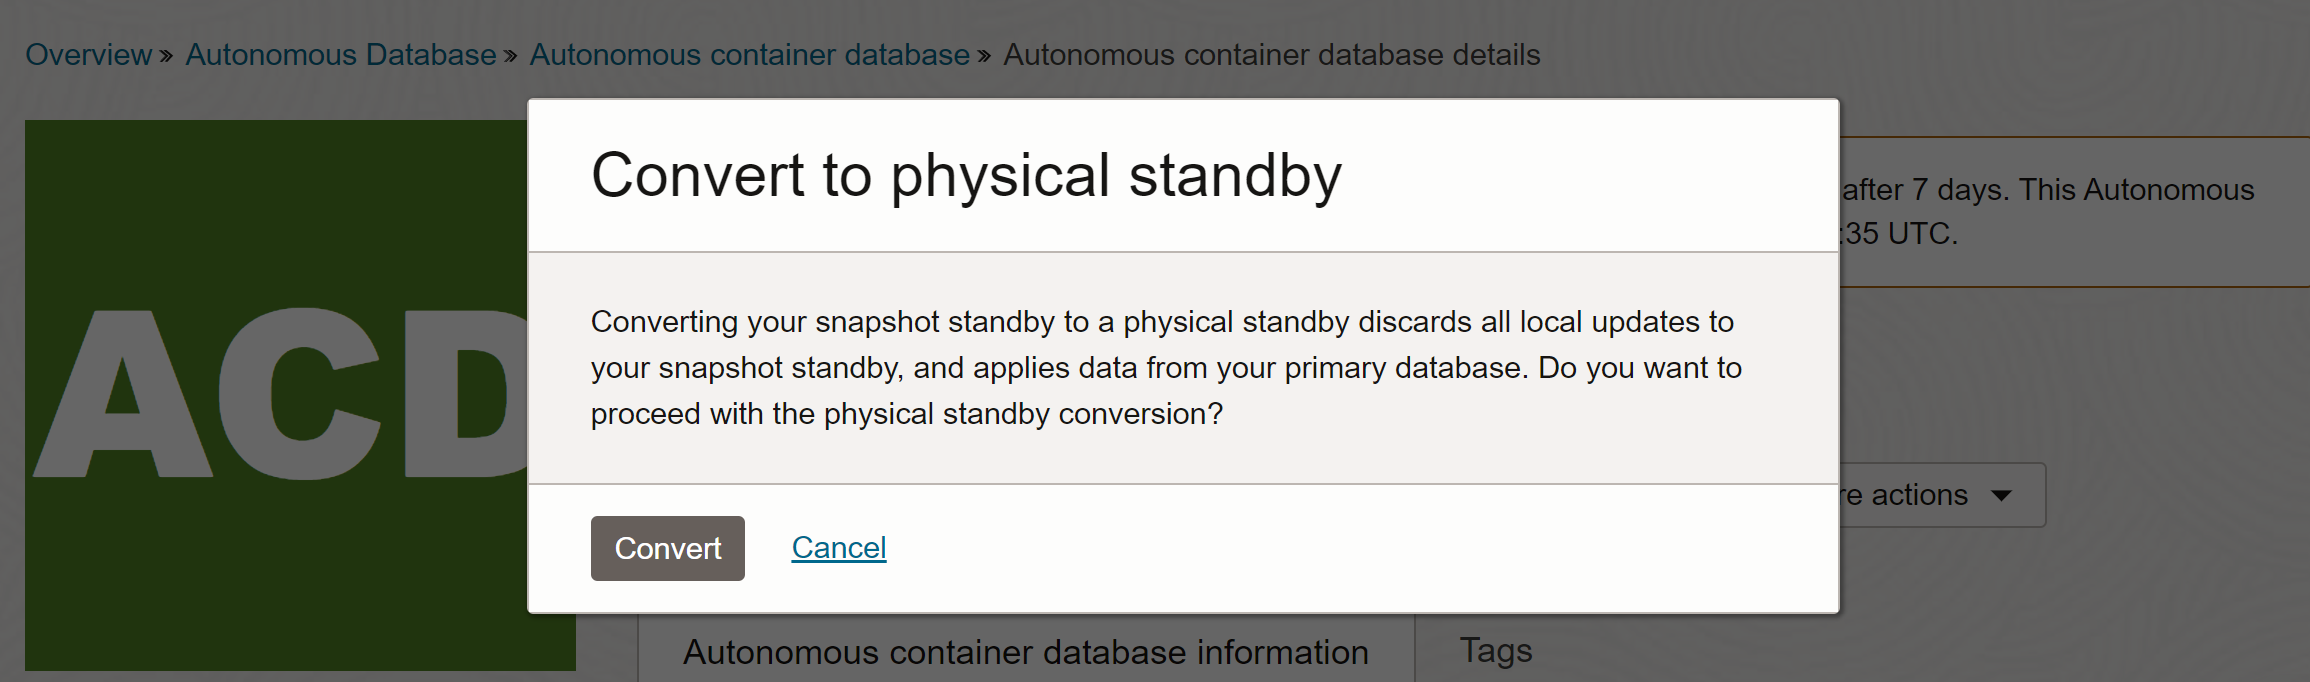 Overview » Autonomous Database » Autonomous container database » Autonomous container database details
ACD
Convert to physical standby
after 7 days. This Autonomous
:35 UTC.
Converting your snapshot standby to a physical standby discards all local updates to
your snapshot standby, and applies data from your primary database. Do you want to
proceed with the physical standby conversion?
re actions
Convert Cancel
Autonomous container database information
Tags